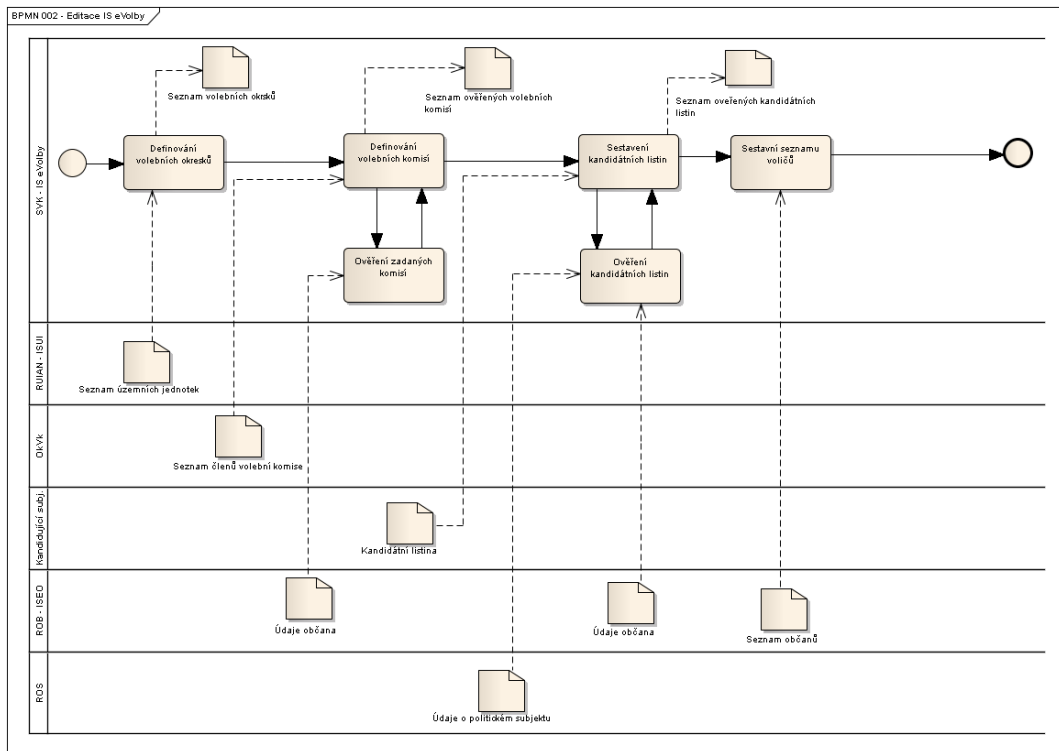 BPMN 002 - Editace IS eVolby
SVK - IS eVolby
Seznam volebních okrsků
Seznam ověřených volebních
komisí
Seznam oveřených kandidátních
listin
Definování
volebních okresků
Definování
volebních komisí
Sestavení
kandidátních listin
Sestavní seznamu
voličů
Ověření zadaných
komisí
Ověření
kandidátních listin
RUIAN - ISUI
Seznam územních jednotek
OkVk
Seznam členů volební komise
Kandidující subj.
Kandidátní listina
ROB - ISEO
Údaje občana
Údaje občana
Seznam občanů
ROS
Údaje o politickém subjektu